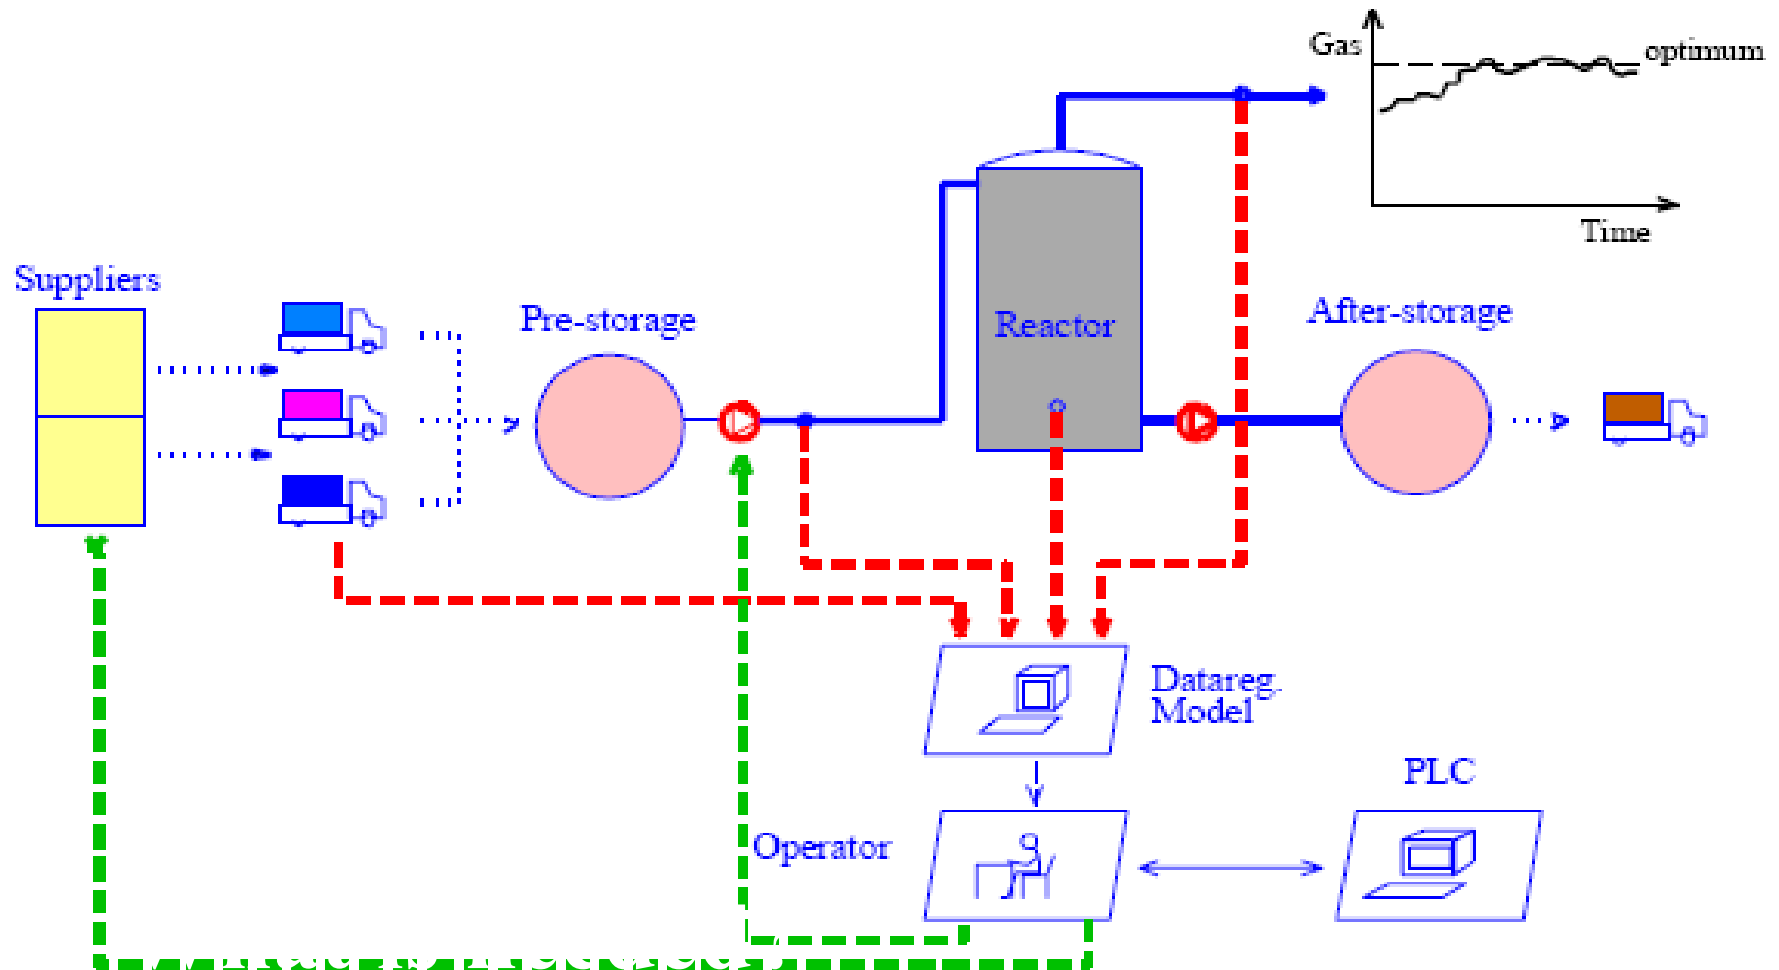 Gas
optimum
Time
Suppliers
Pre-storage
Reactor
After-storage
Datareg.
Model
PLC
Operator